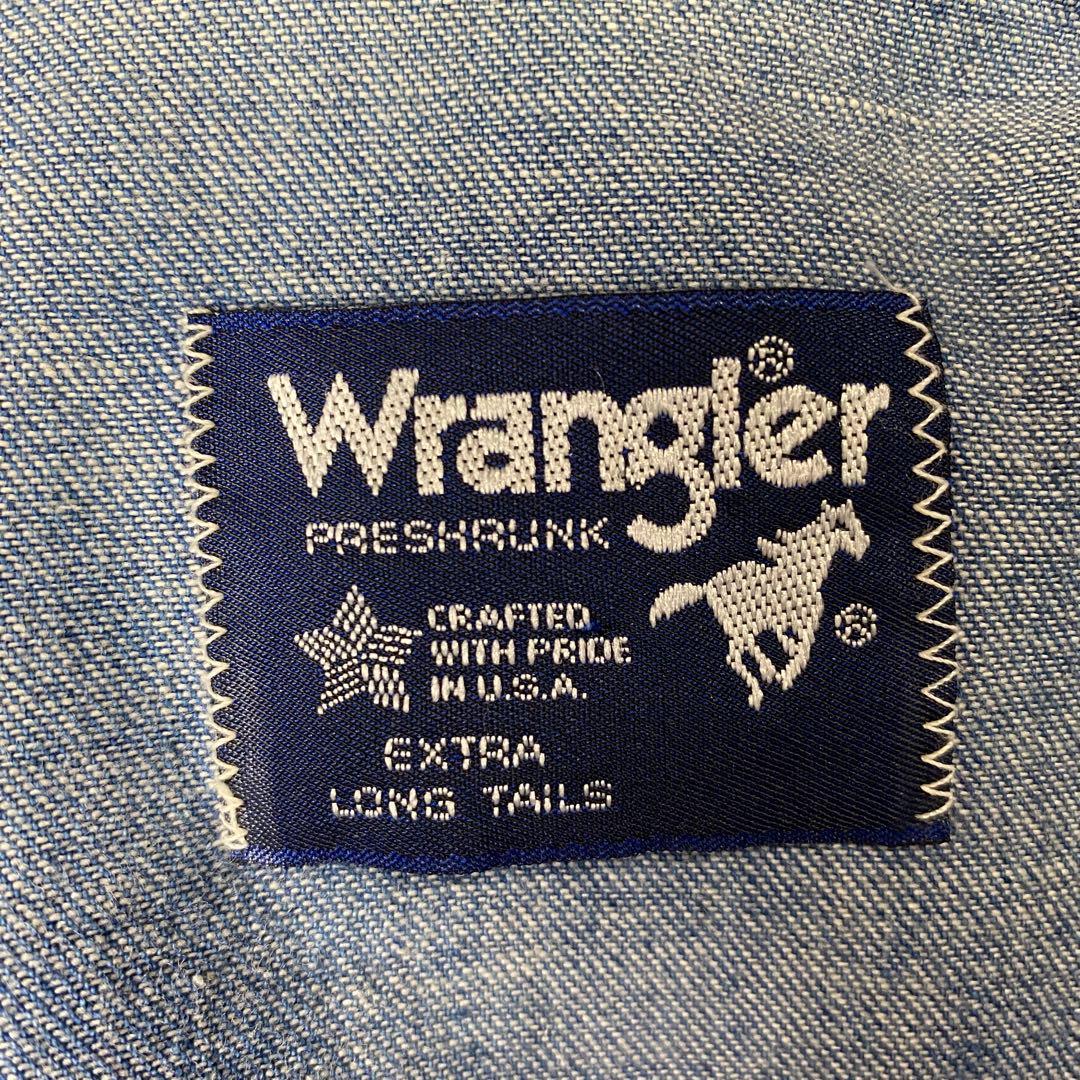 Wrangler®
PRESHRUNK
CRAFTED
WITH PRIDE
IN U.S.A.
®
EXTRA
LONG TAILS